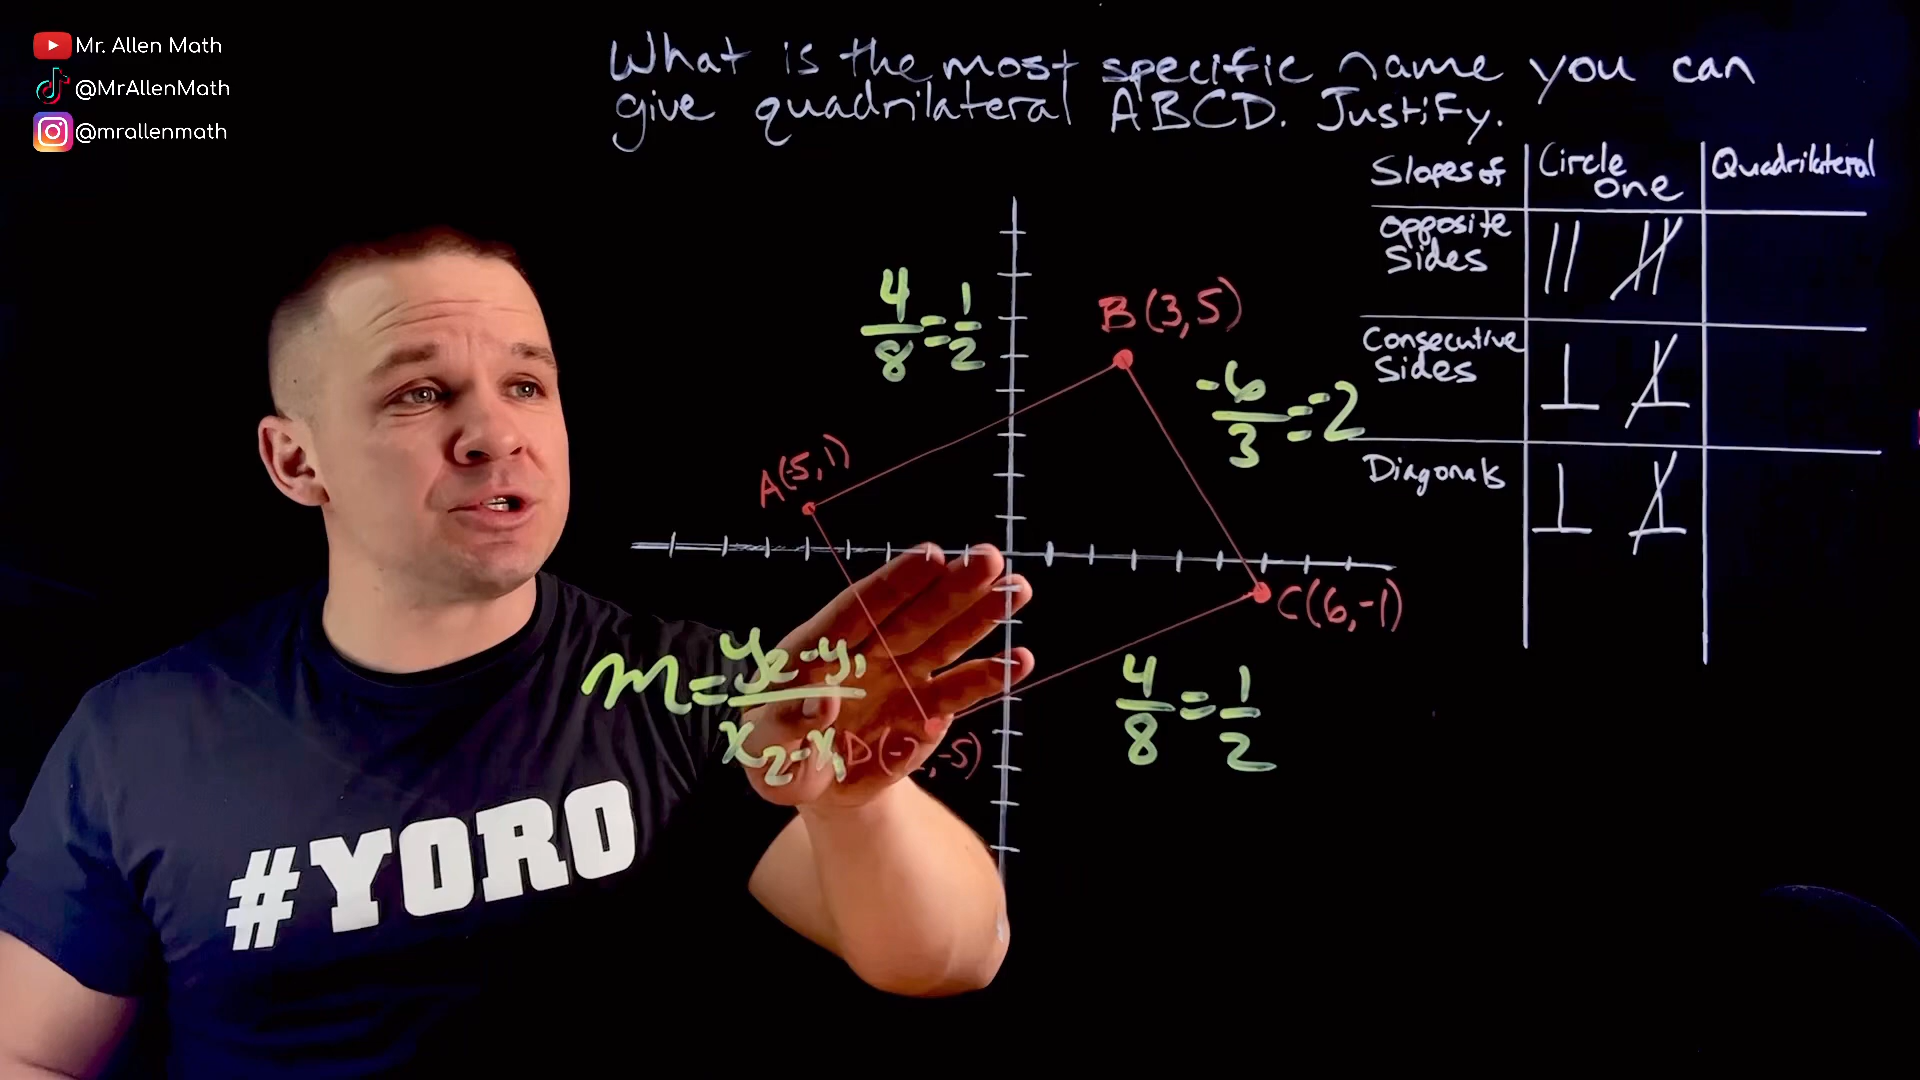 Mr. Allen Math
@MrAllenMath
@mrallenmath
What is the most specific name you can
give quadrilateral ABCD. Justify.
Slopes of
Circle
one
Quadrilateral
Opposite
Sides
Consecutive
Sides
Diagonals
4
8
=
1
2
B(3,5)
-6
3
=-2
A(-5,1)
C(6,-1)
m=
y2-y1
x2-x1
D(-2,-5)
4
8
=
1
2
#YORO